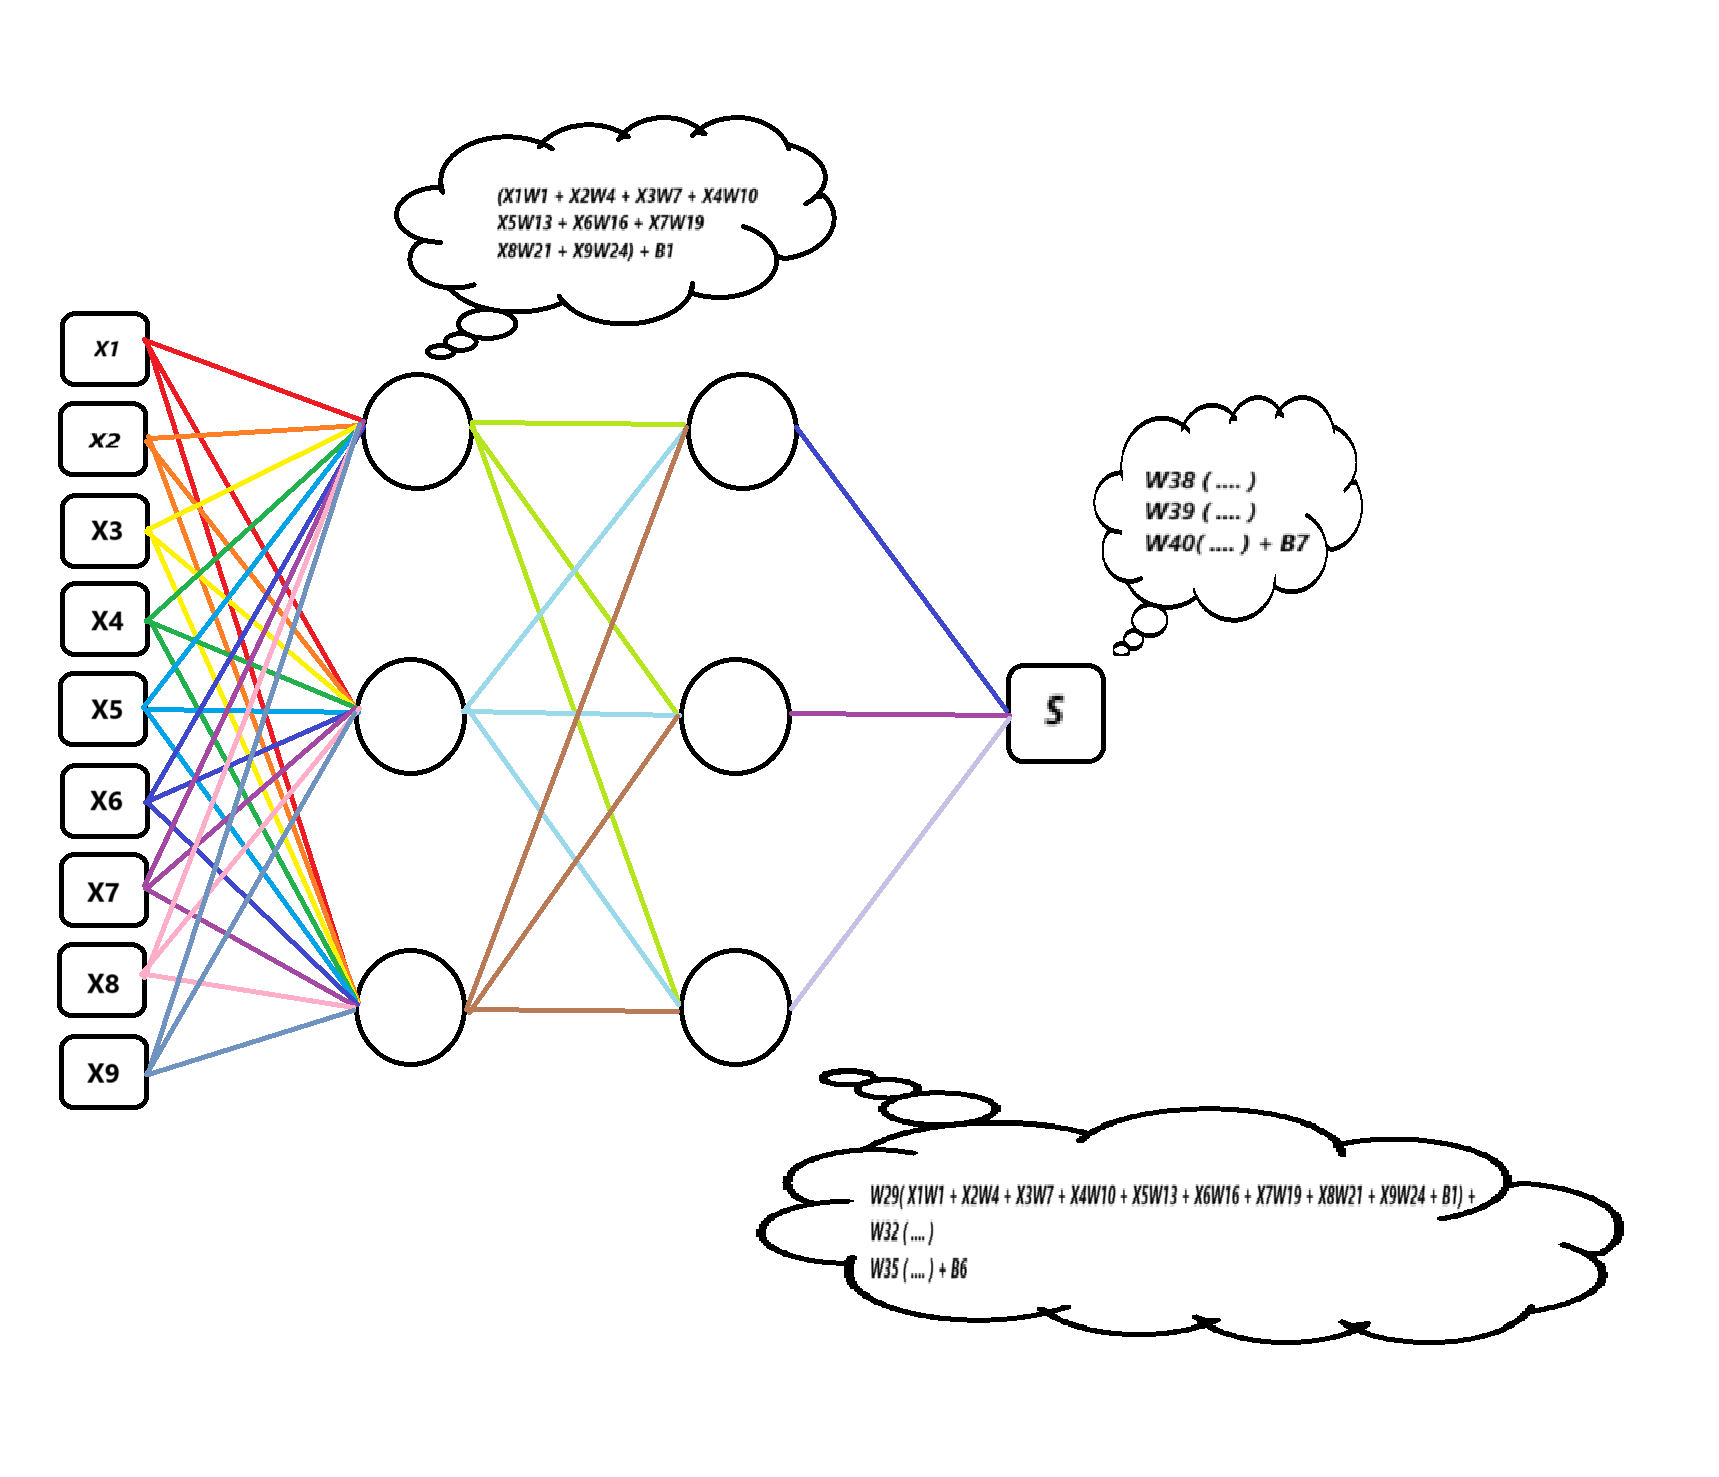 (X1W1 + X2W4 + X3W7 + X4W10
X5W13 + X6W16 + X7W19
X8W21 + X9W24) + B1
X1
X2
X3
X4
X5
X6
X7
X8
X9
W38 ( .... )
W39 ( .... )
W40( .... ) + B7
S
W29( X1W1 + X2W4 + X3W7 + X4W10 + X5W13 + X6W16 + X7W19 + X8W21 + X9W24 + B1) +
W32 ( .... )
W35 ( .... ) + B6